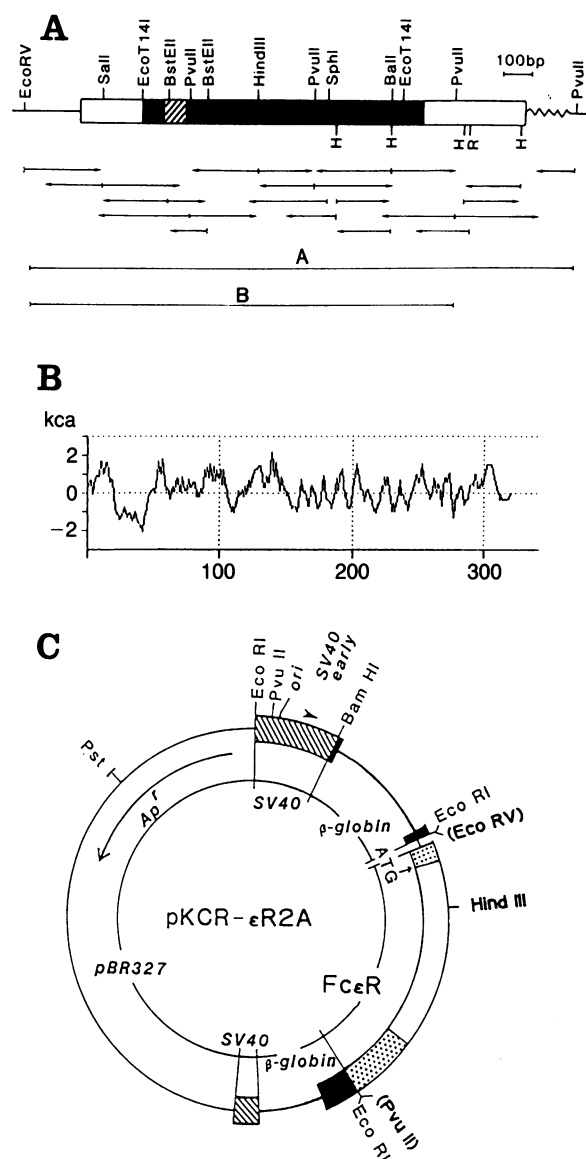 A
EcoRV
SalI
EcoT14I
BstEII
PvuII
BstEII
HindIII
PvuII
SphI
BalI
EcoT14I
PvuII
100bp
PvuII
H
H
H
R
H
A
B
B
kca
2
0
-2
100
200
300
C
Eco RI
Pvu II
ori
SV40
early
Bam HI
Pst I
Ap r
SV40
β-globin
Eco RI
(Eco RV)
ATG
Hind III
pKCR-εR2A
pBR327
FcεR
SV40
β-globin
(Pvu II)
Eco RI